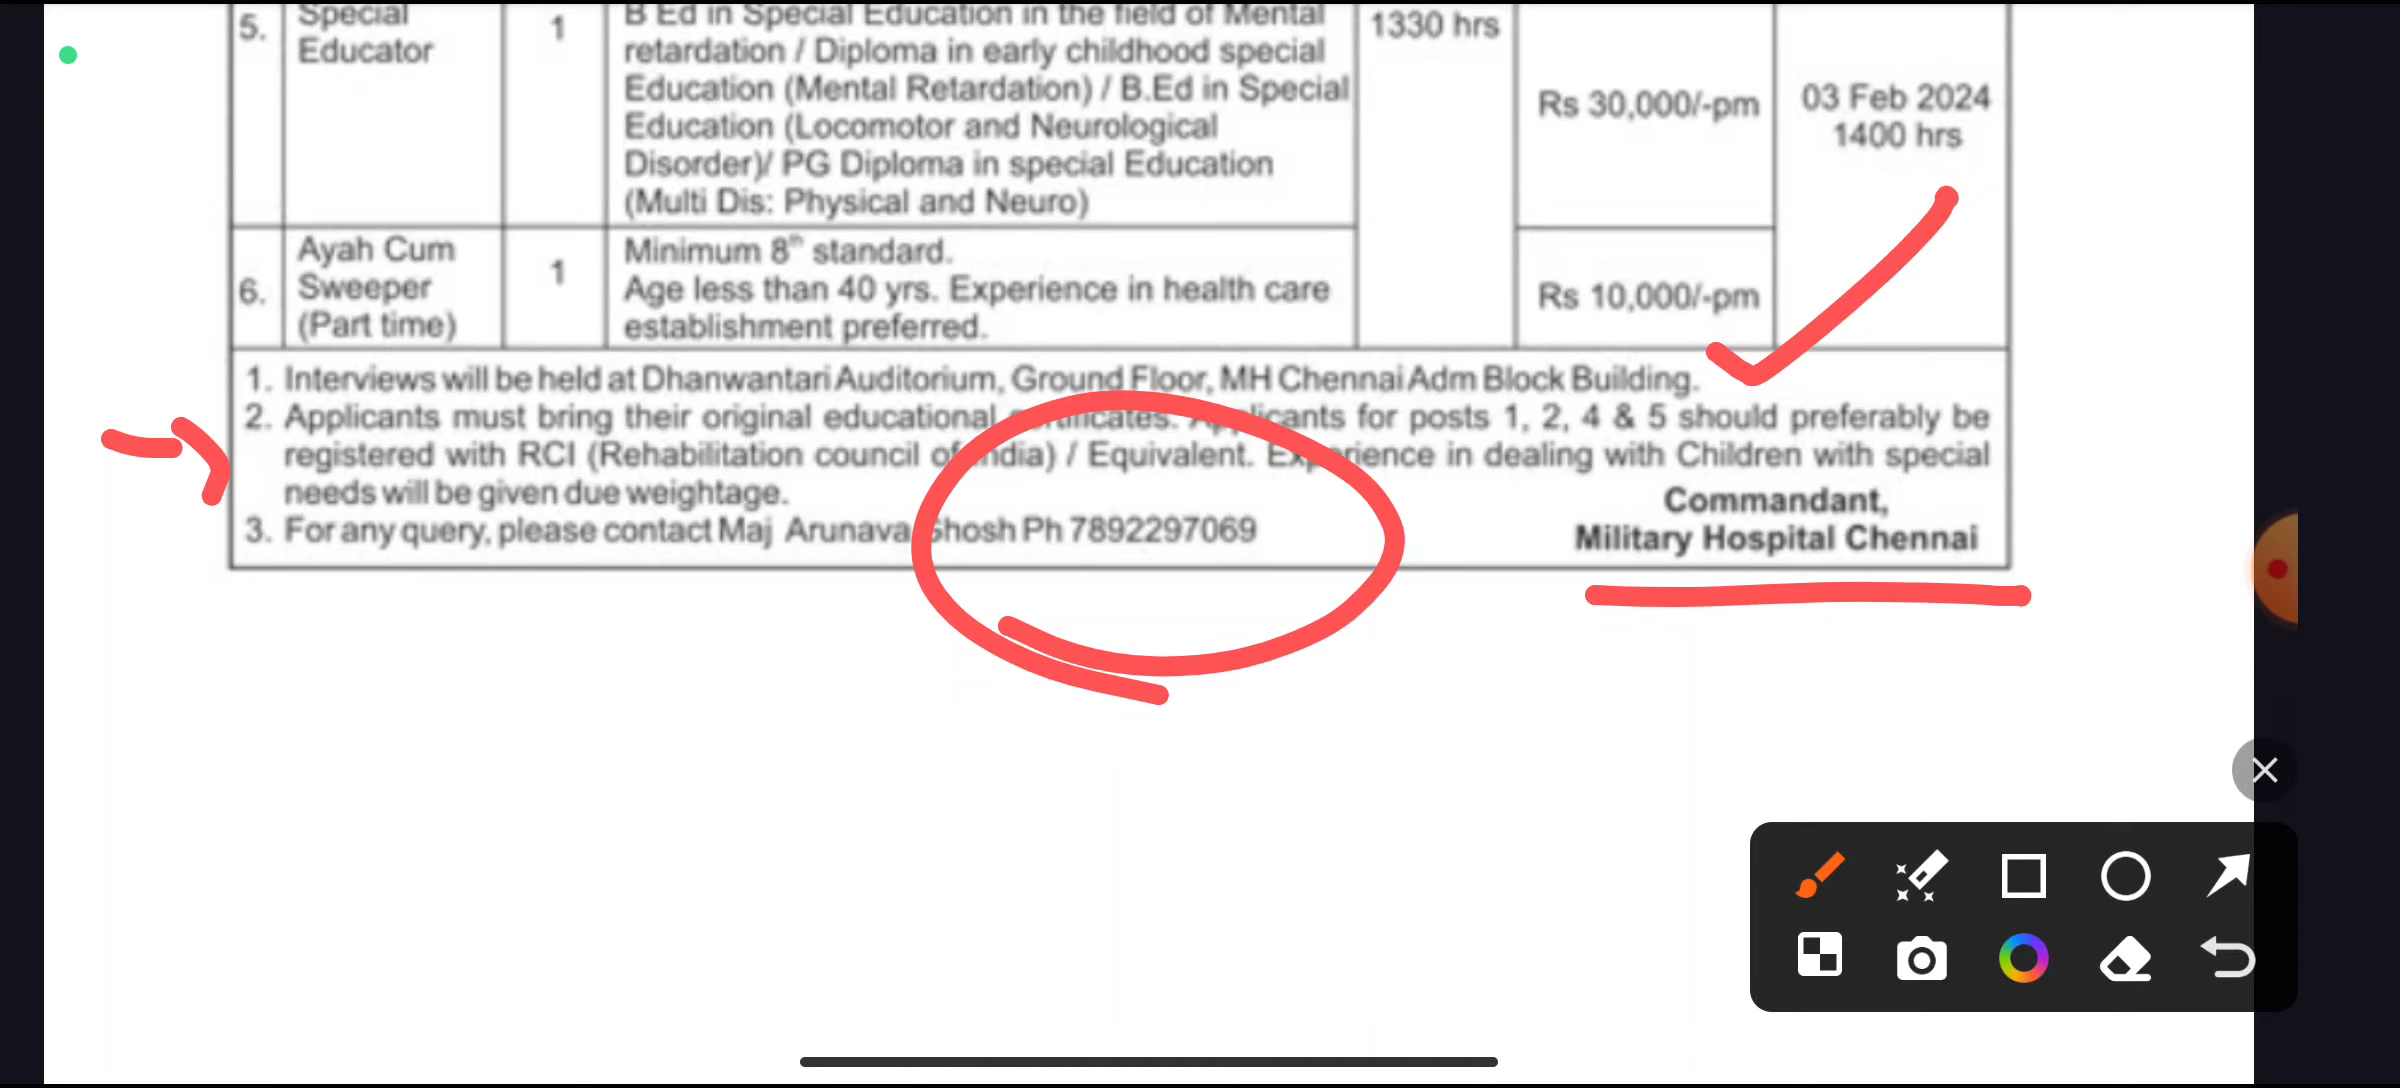 5. Special Educator 1 B Ed in Special Education in the field of Mental 1330 hrs
retardation / Diploma in early childhood special
Education (Mental Retardation) / B.Ed in Special
Education (Locomotor and Neurological
Disorder)/ PG Diploma in special Education
(Multi Dis: Physical and Neuro)
Rs 30,000/-pm
03 Feb 2024
1400 hrs
6. Ayah Cum
Sweeper
(Part time)
1
Minimum 8th standard.
Age less than 40 yrs. Experience in health care
establishment preferred.
Rs 10,000/-pm
1. Interviews will be held at Dhanwantari Auditorium, Ground Floor, MH Chennai Adm Block Building.
2. Applicants must bring their original educational certificates. Applicants for posts 1, 2, 4 & 5 should preferably be
registered with RCI (Rehabilitation council of India) / Equivalent. Experience in dealing with Children with special
needs will be given due weightage.
3. For any query, please contact Maj Arunava Ghosh Ph 7892297069
Commandant,
Military Hospital Chennai